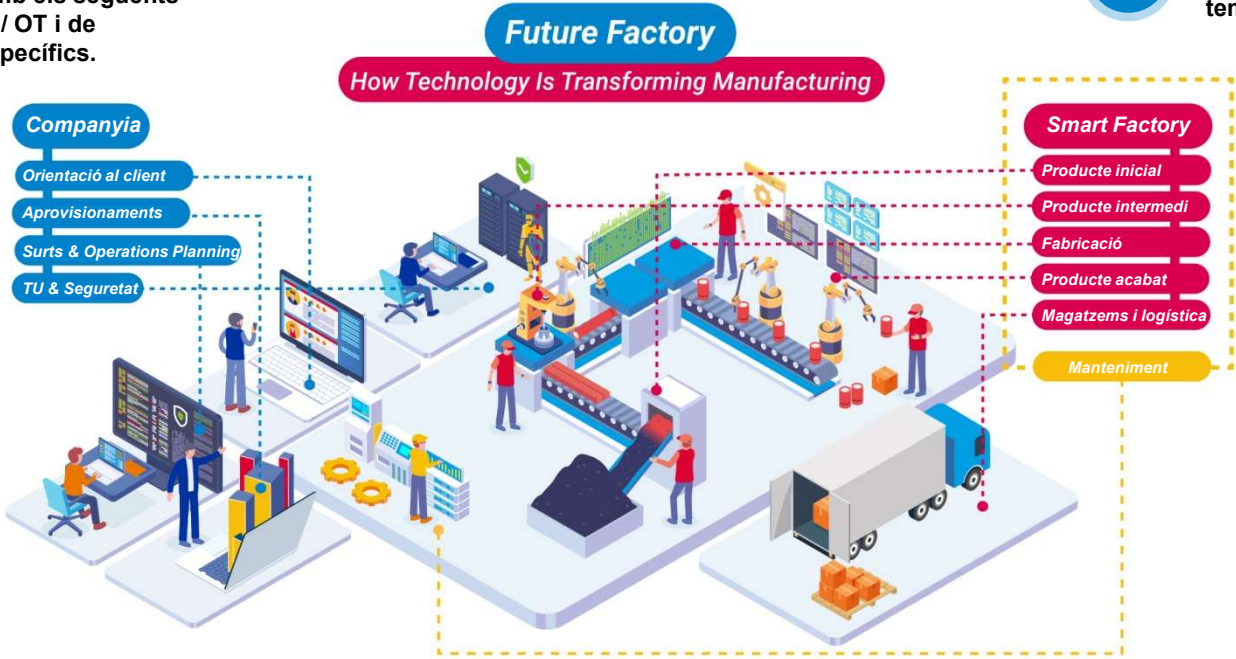 / OT i de
pecífics.
Future Factory
How Technology Is Transforming Manufacturing
Companyia
Orientació al client
Aprovisionaments
Surts & Operations Planning
TU & Seguretat
Smart Factory
Producte inicial
Producte intermedi
Fabricació
Producte acabat
Magatzems i logística
Manteniment